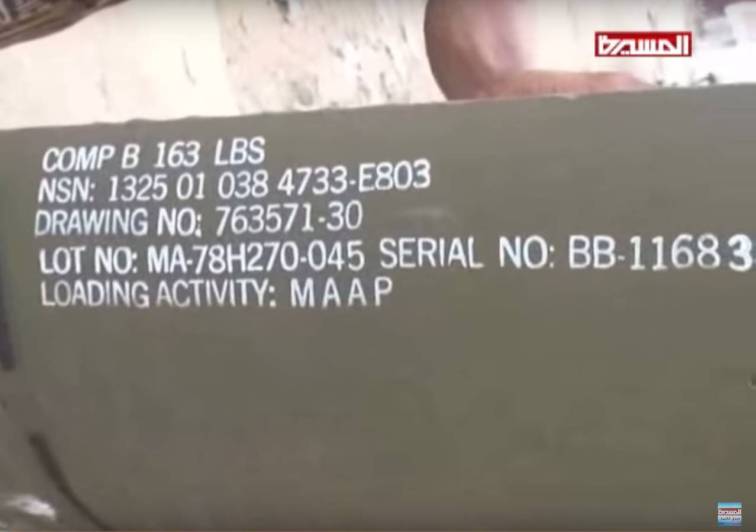 المسيرة
COMP B 163 LBS
NSN: 1325 01 038 4733-E803
DRAWING NO: 763571-30
LOT NO: MA-78H270-045 SERIAL NO: BB-11683
LOADING ACTIVITY: M A A P
المسيرة